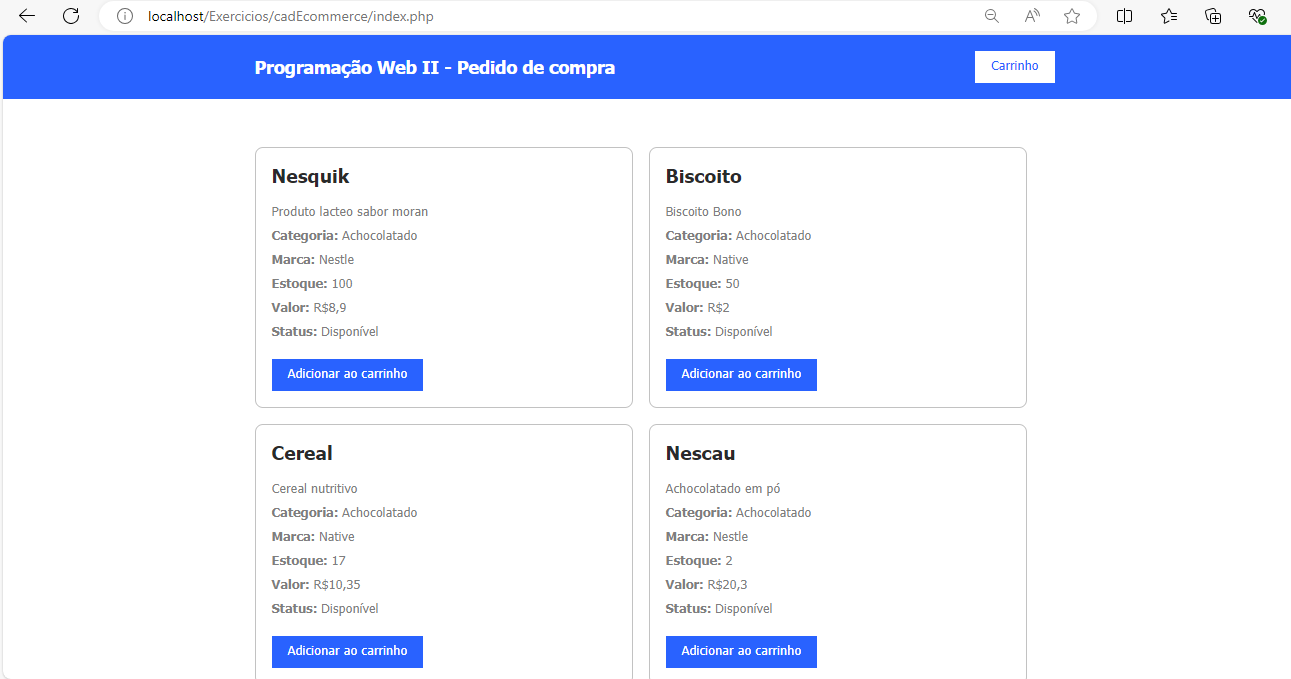 localhost/Exercicios/cadEcommerce/index.php
Programação Web II - Pedido de compra
Carrinho
Nesquik
Produto lacteo sabor moran
Categoria: Achocolatado
Marca: Nestle
Estoque: 100
Valor: R$8,9
Status: Disponível
Adicionar ao carrinho
Biscoito
Biscoito Bono
Categoria: Achocolatado
Marca: Native
Estoque: 50
Valor: R$2
Status: Disponível
Adicionar ao carrinho
Cereal
Cereal nutritivo
Categoria: Achocolatado
Marca: Native
Estoque: 17
Valor: R$10,35
Status: Disponível
Adicionar ao carrinho
Nescau
Achocolatado em pó
Categoria: Achocolatado
Marca: Nestle
Estoque: 2
Valor: R$20,3
Status: Disponível
Adicionar ao carrinho